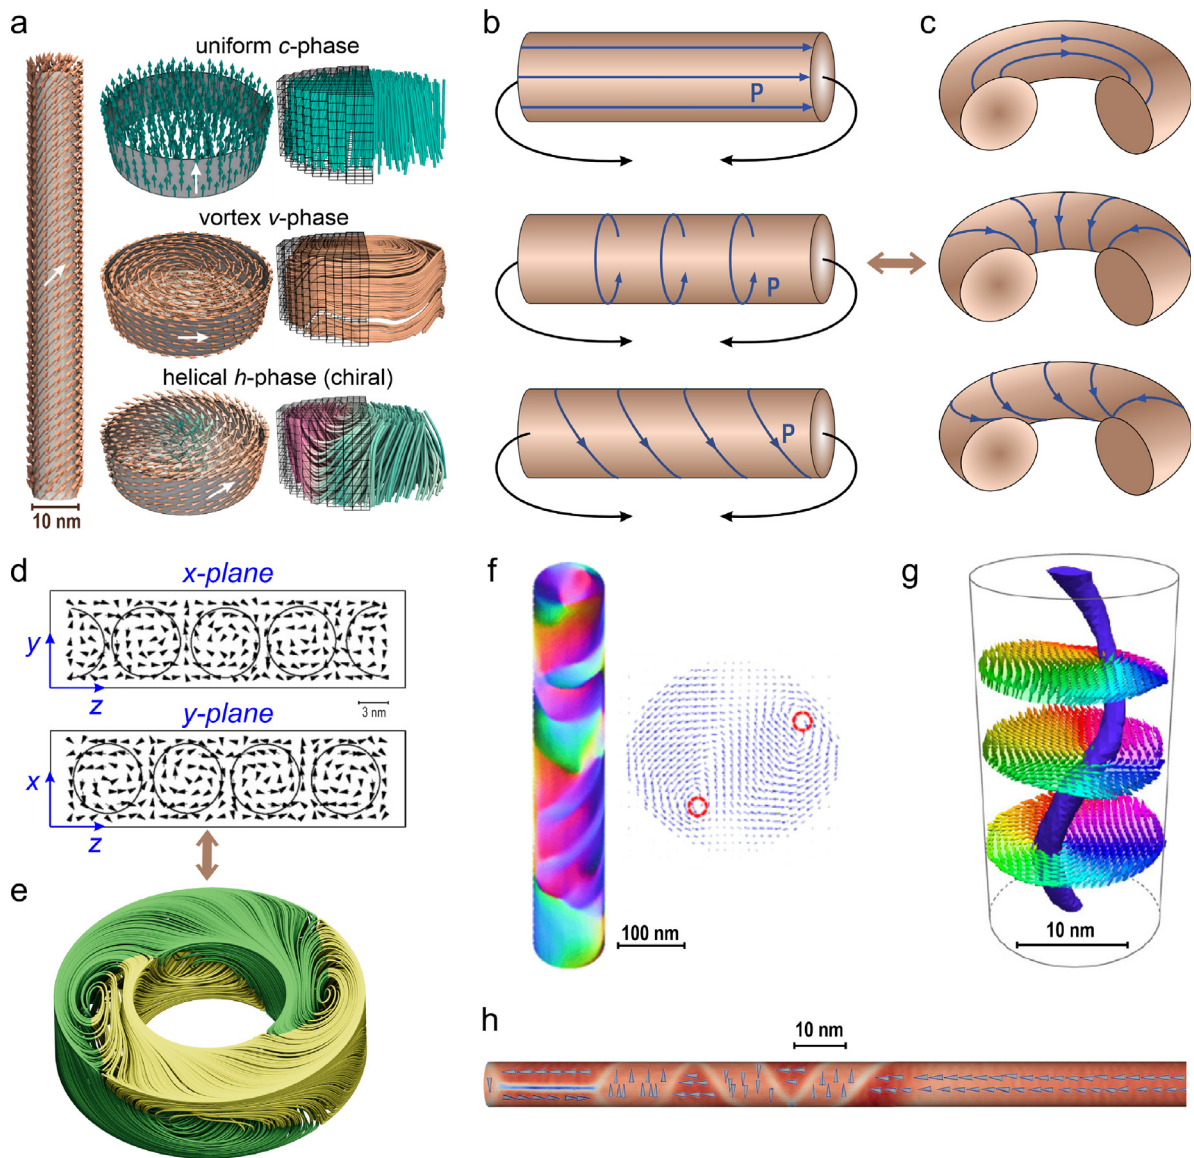 a
uniform c-phase
vortex v-phase
helical h-phase (chiral)
10 nm
b
P
P
P
c
d
x-plane
y
z
3 nm
y-plane
x
z
e
f
100 nm
g
10 nm
h
10 nm